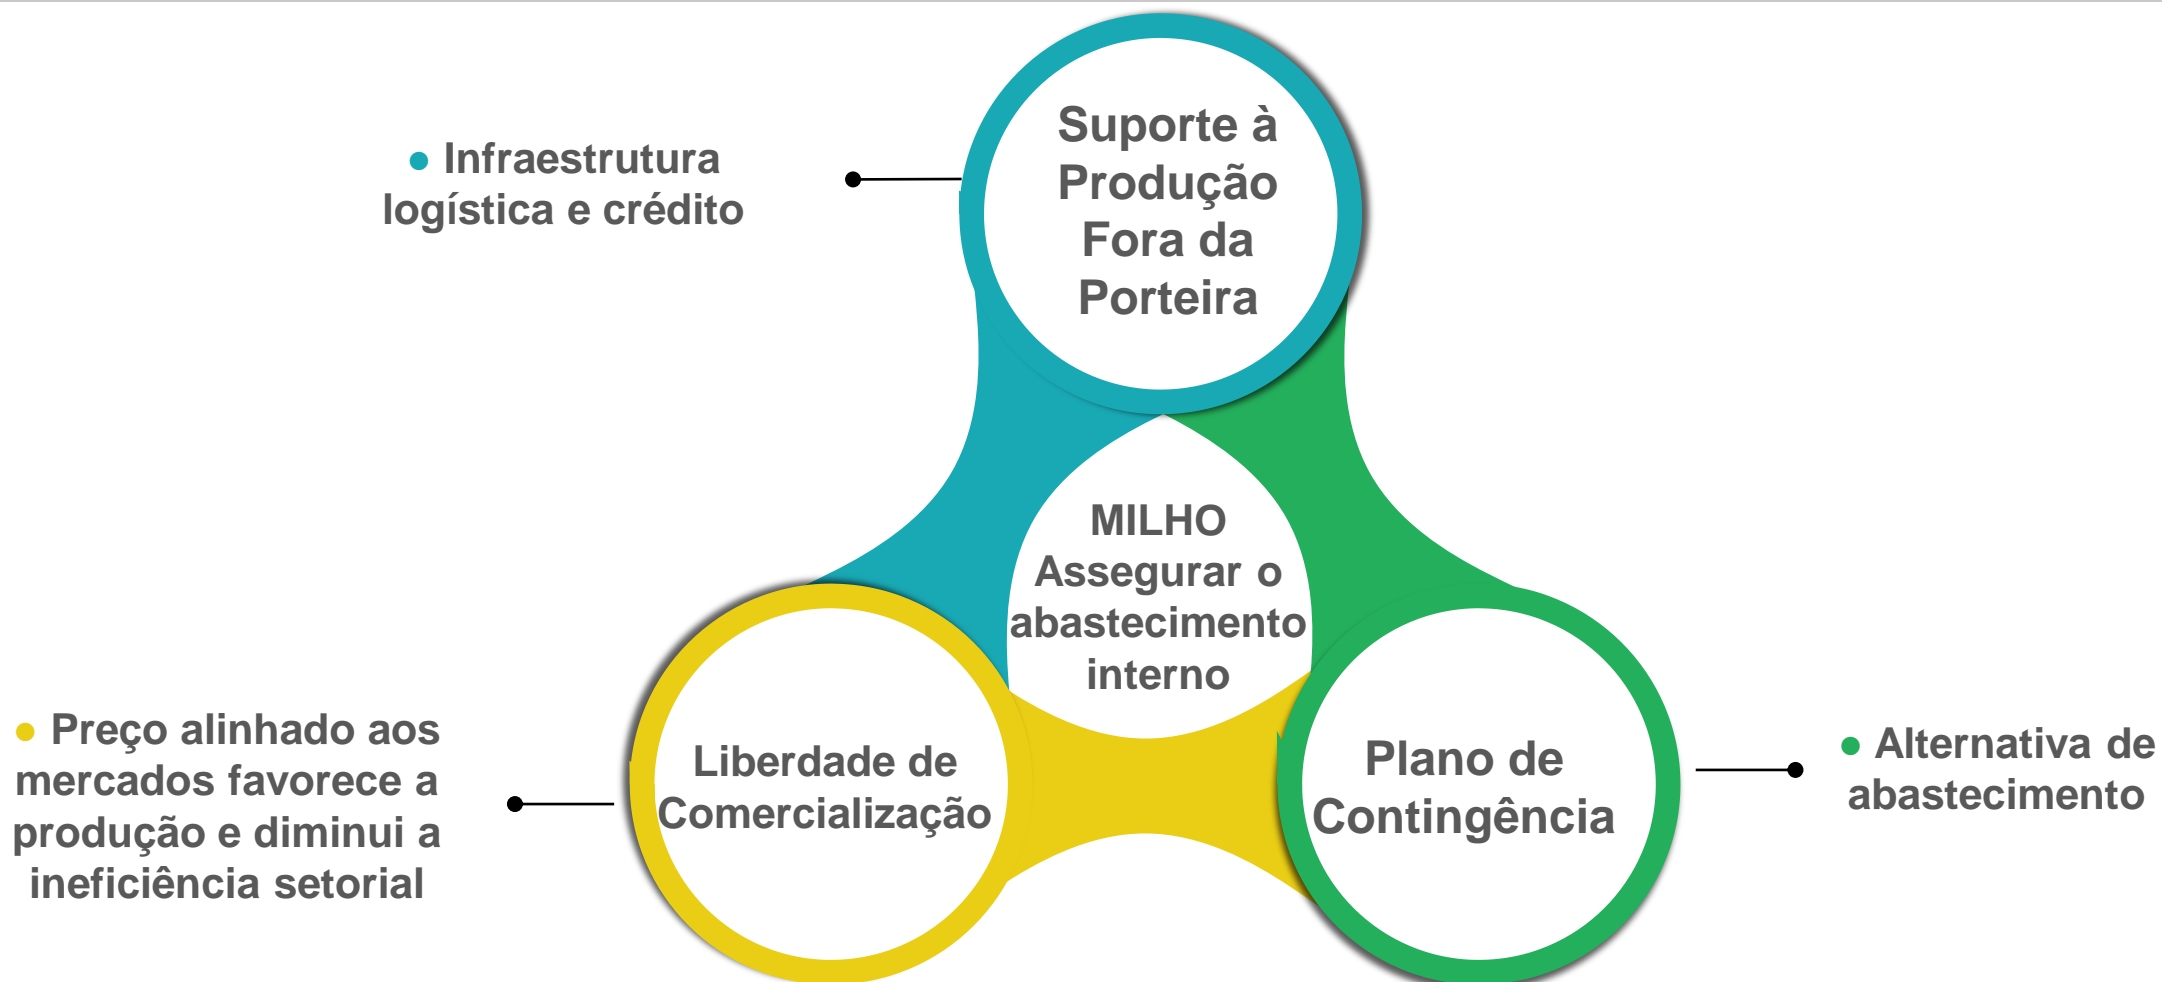 Suporte à
Produção
Fora da
Porteira
● Infraestrutura
logística e crédito
MILHO
Assegurar o
abastecimento
interno
● Preço alinhado aos
mercados favorece a
produção e diminui a
ineficiência setorial
Liberdade de
Comercialização
Plano de
Contingência
● Alternativa de
abastecimento